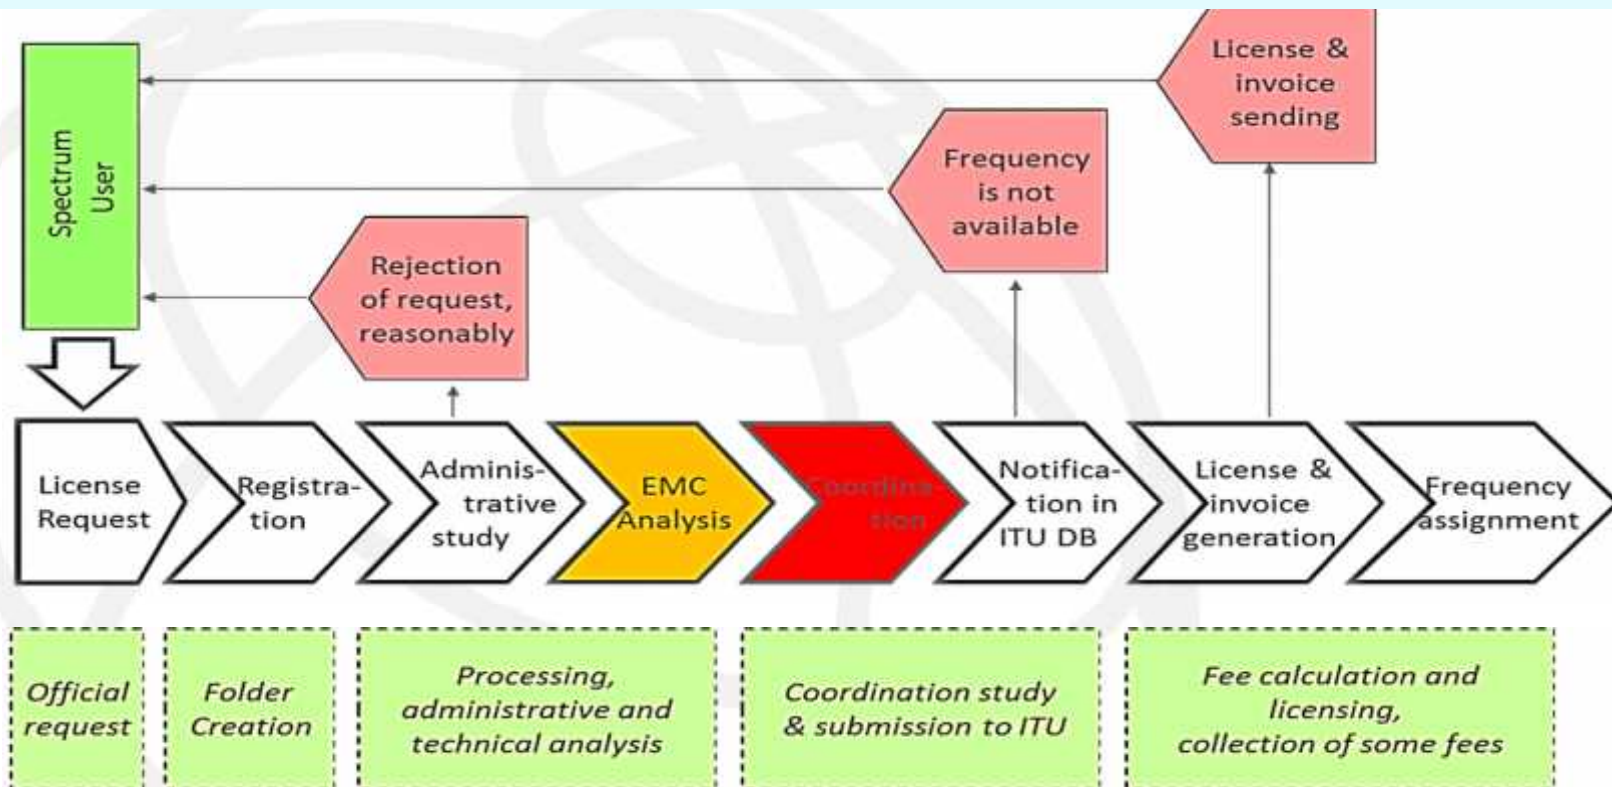 License &
invoice
sending
Spectrum
User
Frequency
is not
available
Rejection
of request,
reasonably
License
Request
Registra-
tion
Adminis-
trative
study
EMC
Analysis
Coordina-
tion
Notifica-
tion in
ITU DB
License &
invoice
generation
Frequency
assignment
Official
request
Folder
Creation
Processing,
administrative and
technical analysis
Coordination study
& submission to ITU
Fee calculation and
licensing,
collection of some fees